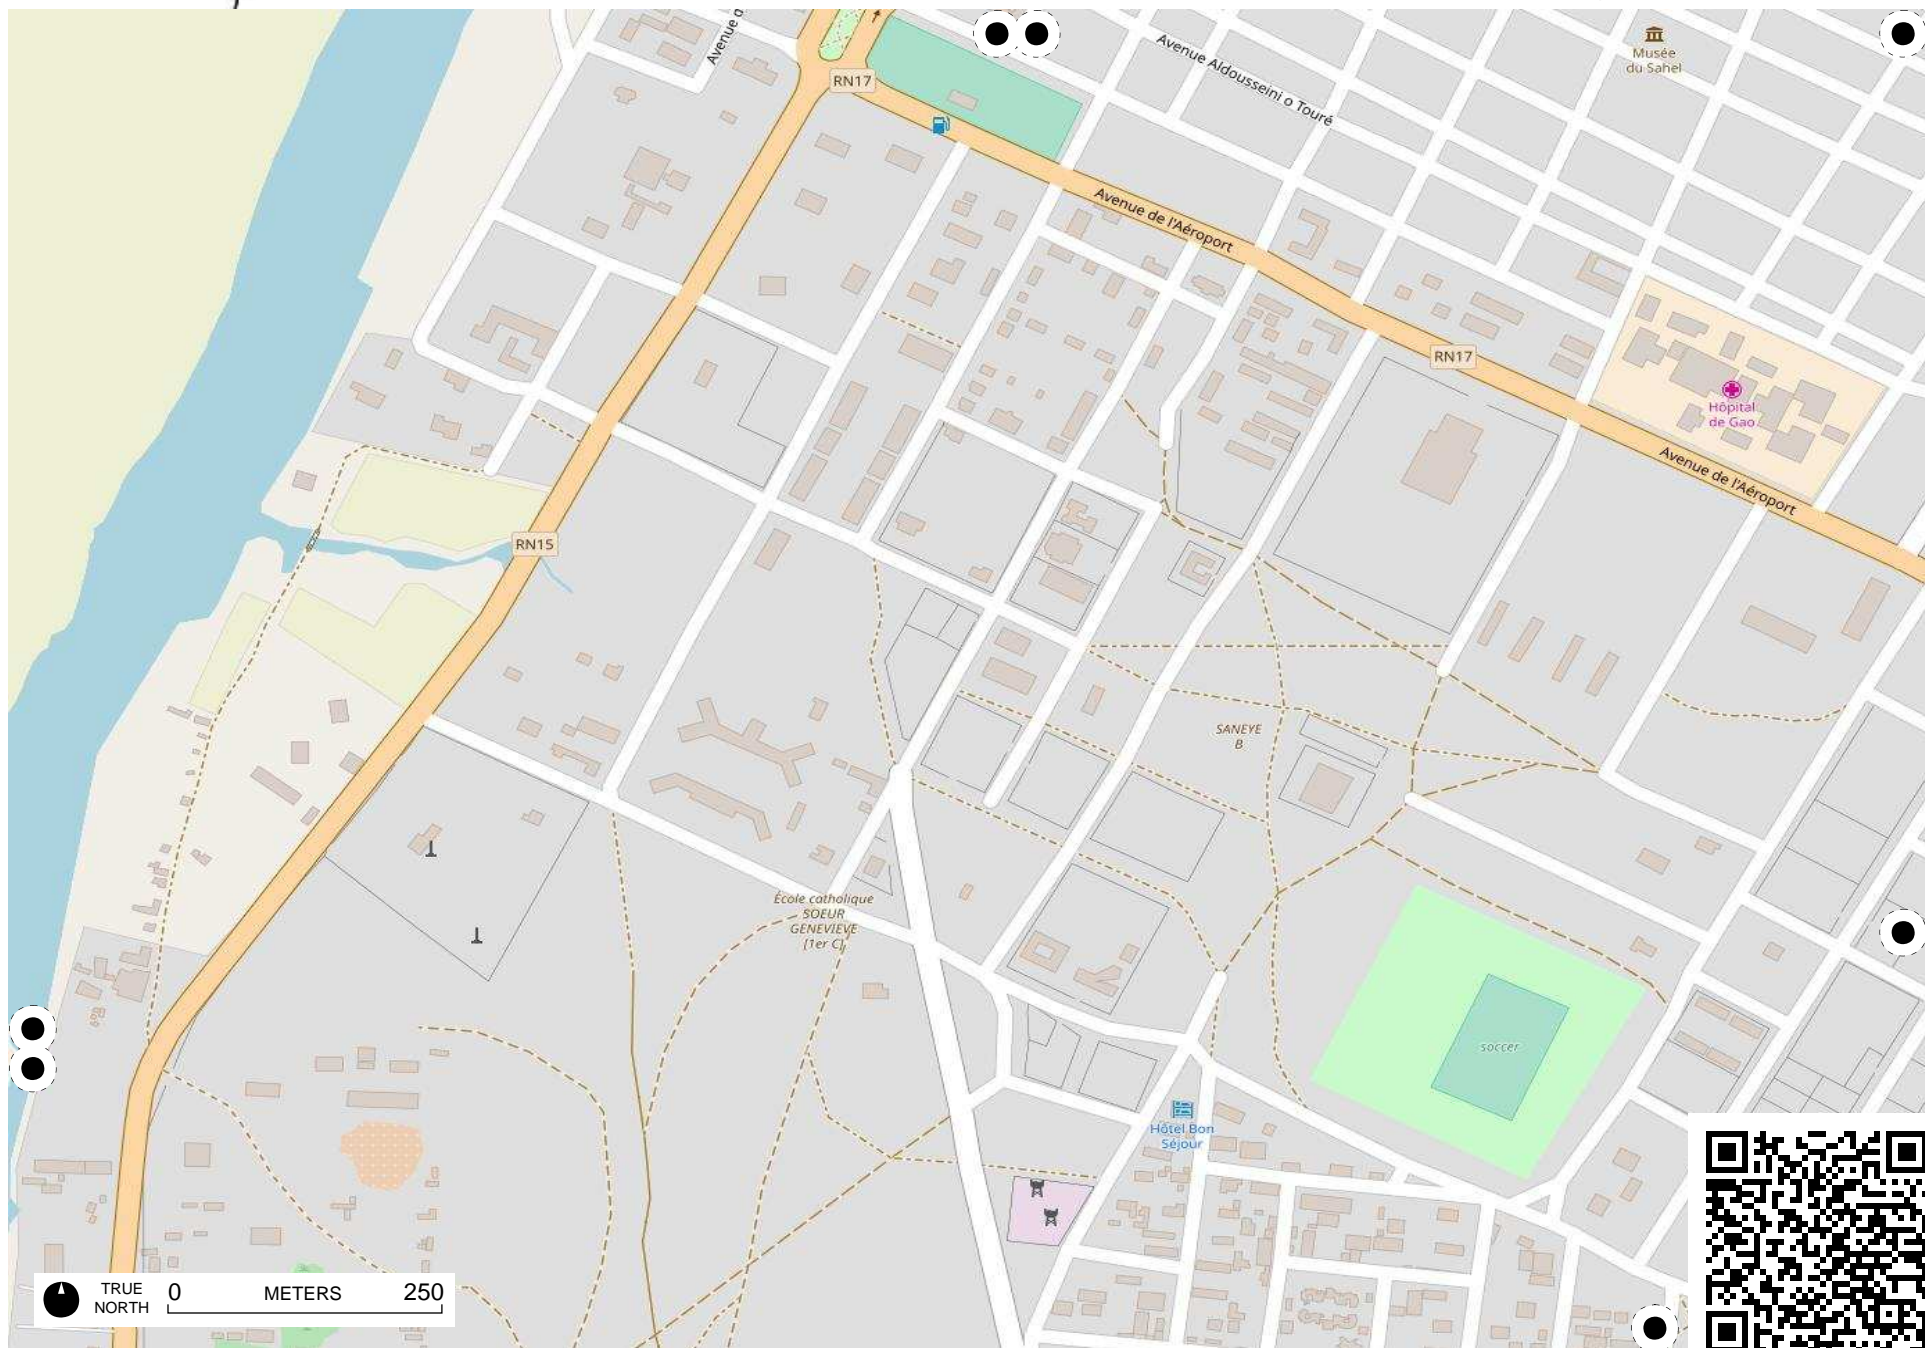 Avenue d
RN17
Avenue Aldousseini o Touré
Musée
du Sahel
Avenue de l'Aéroport
RN17
Hôpital
de Gao
Avenue de l'Aéroport
RN15
SANEYE
B
École catholique
SOEUR
GENEVIEVE
[1er C]
soccer
Hôtel Bon
Séjour
TRUE
NORTH
0 METERS 250